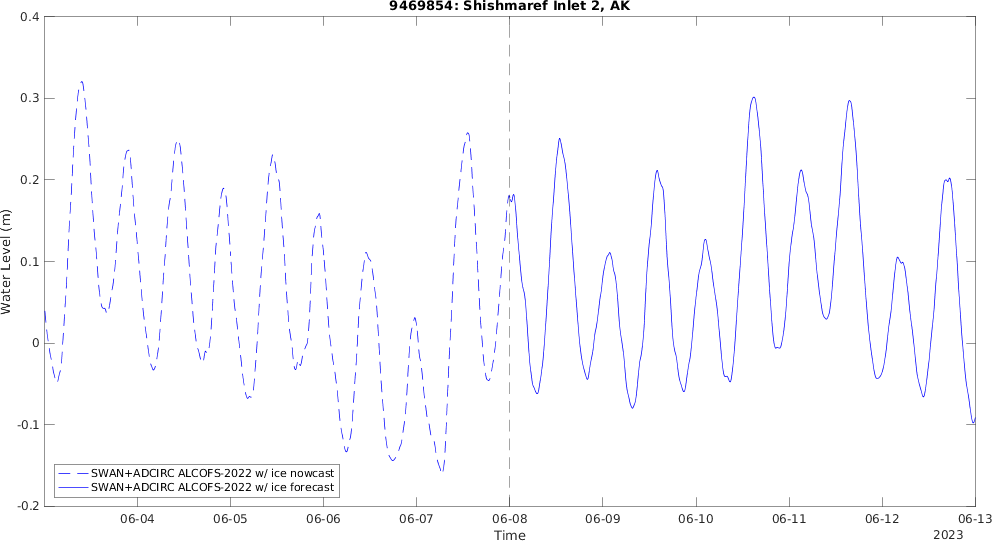 9469854: Shishmaref Inlet 2, AK
0.4
0.3
0.2
0.1
0
-0.1
-0.2
Water Level (m)
SWAN+ADCIRC ALCOFS-2022 w/ ice nowcast
SWAN+ADCIRC ALCOFS-2022 w/ ice forecast
06-04 06-05 06-06 06-07 06-08 06-09 06-10 06-11 06-12 06-13
Time
2023